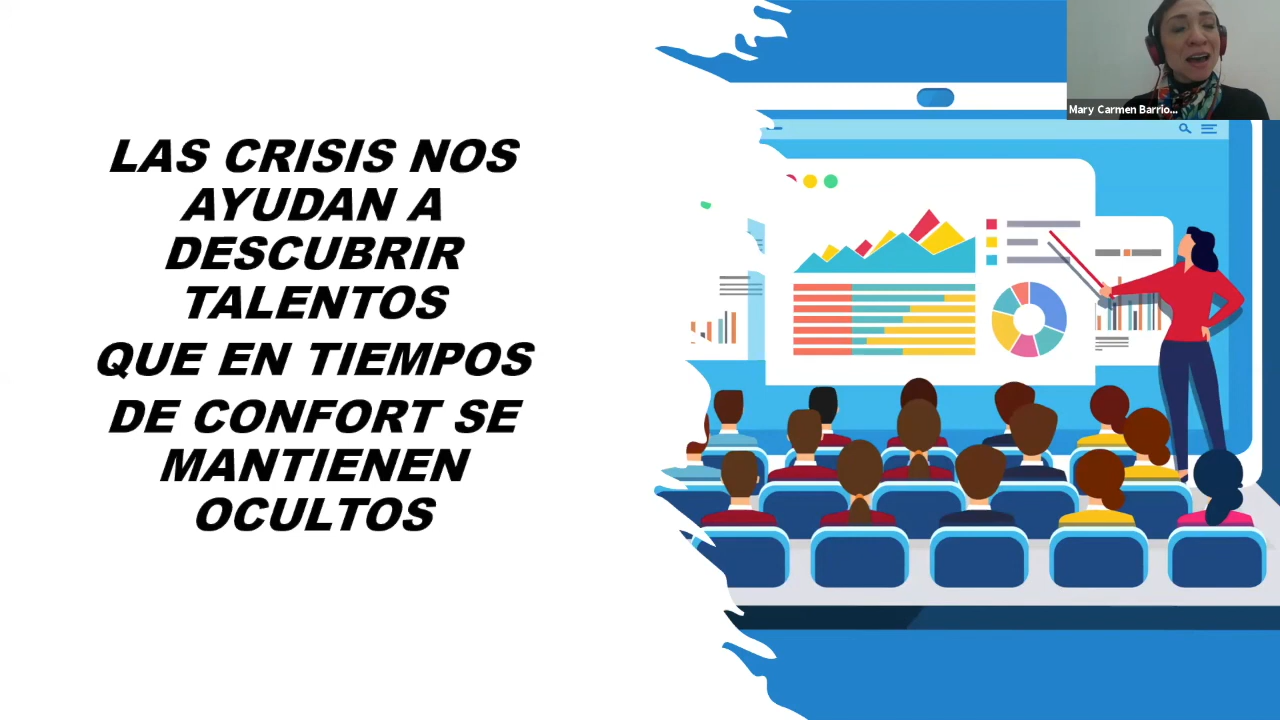 LAS CRISIS NOS
AYUDAN A
DESCUBRIR
TALENTOS
QUE EN TIEMPOS
DE CONFORT SE
MANTIENEN
OCULTOS
Mary Carmen Barrio...